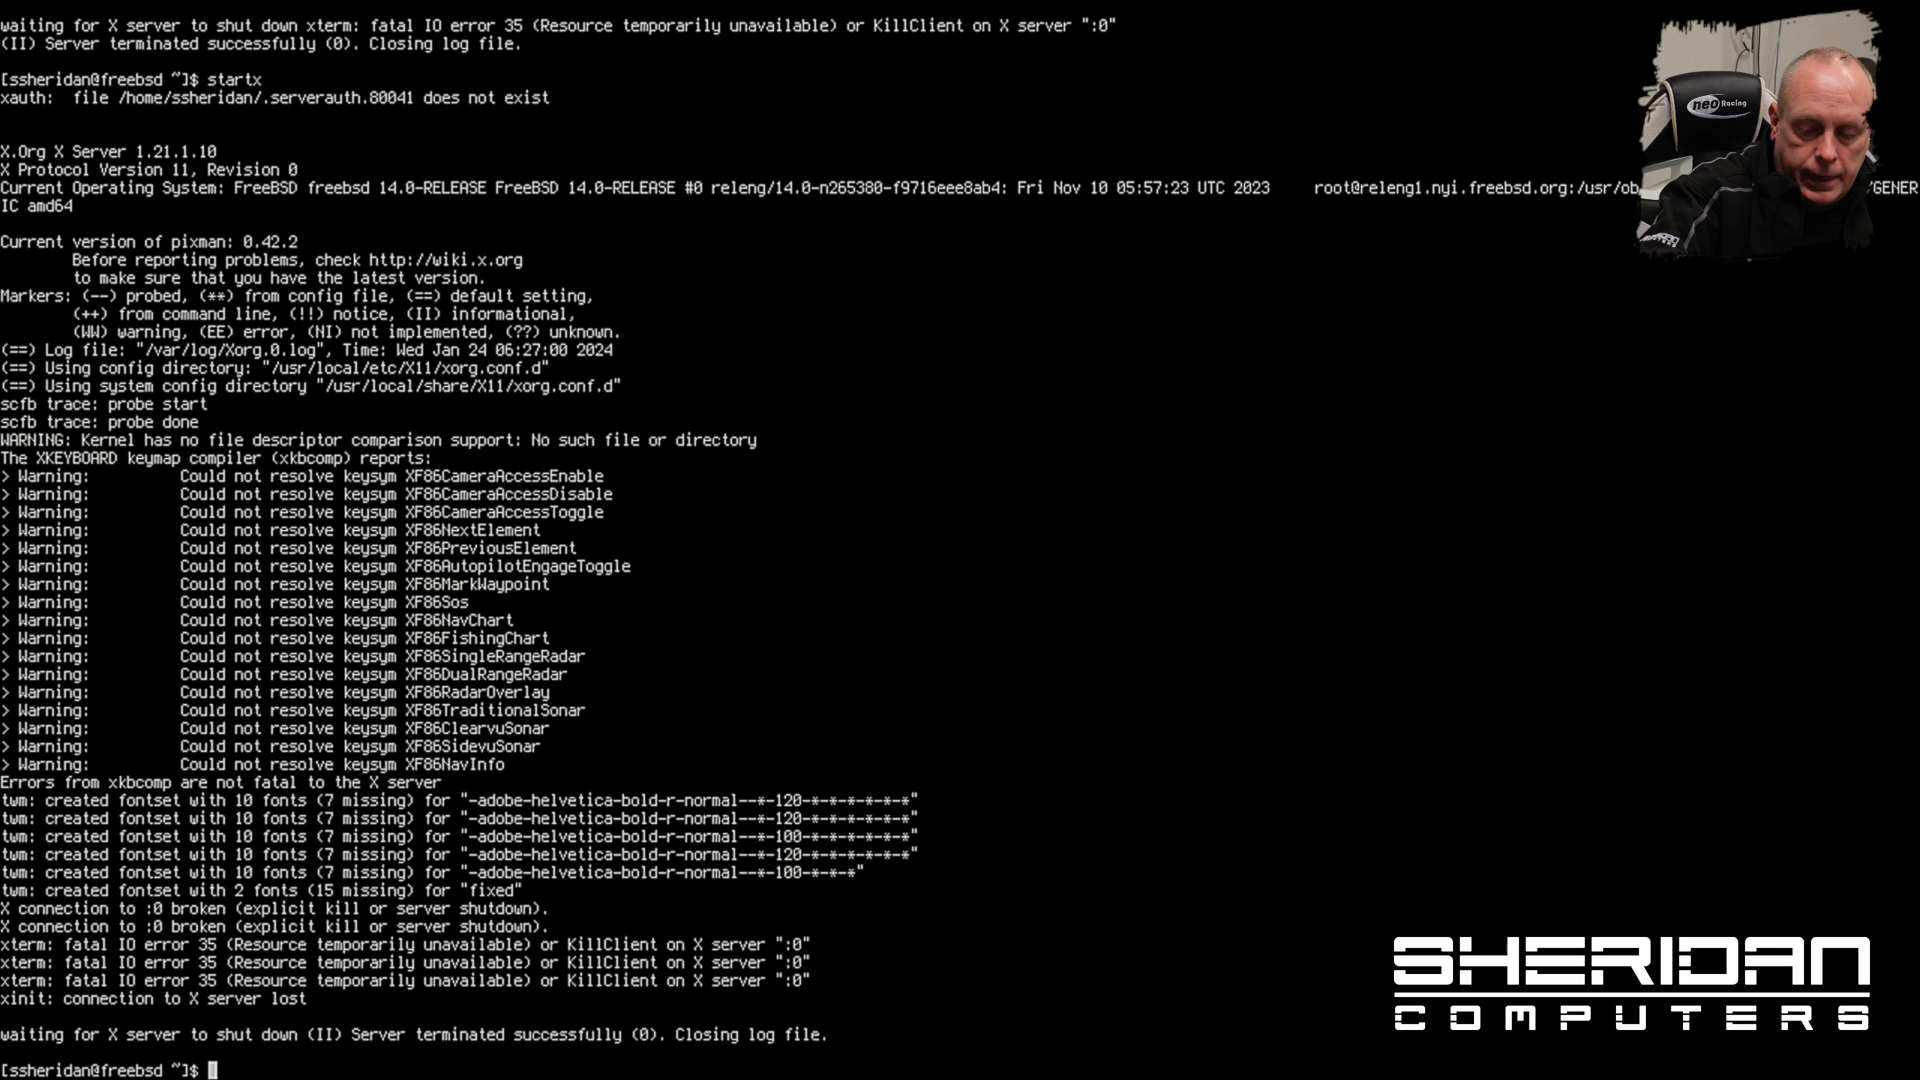 waiting for X server to shut down xterm: fatal IO error 35 (Resource temporarily unavailable) or KillClient on X server ":0"
(II) Server terminated successfully (0). Closing log file.
[ssheridan@freebsd ~]$ startx
xauth:  file /home/ssheridan/.serverauth.80041 does not exist
X.Org X Server 1.21.1.10
X Protocol Version 11, Revision 0
Current Operating System: FreeBSD freebsd 14.0-RELEASE FreeBSD 14.0-RELEASE #0 releng/14.0-n265380-f9716eee8ab4: Fri Nov 10 05:57:23 UTC 2023     root@releng1.nyi.freebsd.org:/usr/ob GENER
IC amd64
Current version of pixman: 0.42.2
Before reporting problems, check http://wiki.x.org
to make sure that you have the latest version.
Markers: (--) probed, (**) from config file, (==) default setting,
(++) from command line, (!!) notice, (II) informational,
(WW) warning, (EE) error, (NI) not implemented, (??) unknown.
(==) Log file: "/var/log/Xorg.0.log", Time: Wed Jan 24 06:27:00 2024
(==) Using config directory: "/usr/local/etc/X11/xorg.conf.d"
(==) Using system config directory "/usr/local/share/X11/xorg.conf.d"
scfb trace: probe start
scfb trace: probe done
WARNING: Kernel has no file descriptor comparison support: No such file or directory
The XKEYBOARD keymap compiler (xkbcomp) reports:
> Warning:          Could not resolve keysym XF86CameraAccessEnable
> Warning:          Could not resolve keysym XF86CameraAccessDisable
> Warning:          Could not resolve keysym XF86CameraAccessToggle
> Warning:          Could not resolve keysym XF86NextElement
> Warning:          Could not resolve keysym XF86PreviousElement
> Warning:          Could not resolve keysym XF86AutopilotEngageToggle
> Warning:          Could not resolve keysym XF86MarkWaypoint
> Warning:          Could not resolve keysym XF86Sos
> Warning:          Could not resolve keysym XF86NavChart
> Warning:          Could not resolve keysym XF86FishingChart
> Warning:          Could not resolve keysym XF86SingleRangeRadar
> Warning:          Could not resolve keysym XF86DualRangeRadar
> Warning:          Could not resolve keysym XF86RadarOverlay
> Warning:          Could not resolve keysym XF86TraditionalSonar
> Warning:          Could not resolve keysym XF86ClearvuSonar
> Warning:          Could not resolve keysym XF86SidevuSonar
> Warning:          Could not resolve keysym XF86NavInfo
Errors from xkbcomp are not fatal to the X server
twm: created fontset with 10 fonts (7 missing) for "-adobe-helvetica-bold-r-normal--*-120-*-*-*-*-*-*"
twm: created fontset with 10 fonts (7 missing) for "-adobe-helvetica-bold-r-normal--*-120-*-*-*-*-*-*"
twm: created fontset with 10 fonts (7 missing) for "-adobe-helvetica-bold-r-normal--*-100-*-*-*-*-*-*"
twm: created fontset with 10 fonts (7 missing) for "-adobe-helvetica-bold-r-normal--*-120-*-*-*-*-*-*"
twm: created fontset with 10 fonts (7 missing) for "-adobe-helvetica-bold-r-normal--*-100-*-*-*"
twm: created fontset with 2 fonts (15 missing) for "fixed"
X connection to :0 broken (explicit kill or server shutdown).
X connection to :0 broken (explicit kill or server shutdown).
xterm: fatal IO error 35 (Resource temporarily unavailable) or KillClient on X server ":0"
xterm: fatal IO error 35 (Resource temporarily unavailable) or KillClient on X server ":0"
xterm: fatal IO error 35 (Resource temporarily unavailable) or KillClient on X server ":0"
xinit: connection to X server lost
waiting for X server to shut down (II) Server terminated successfully (0). Closing log file.
[ssheridan@freebsd ~]$
neo Racing
SHERIDAN
COMPUTERS